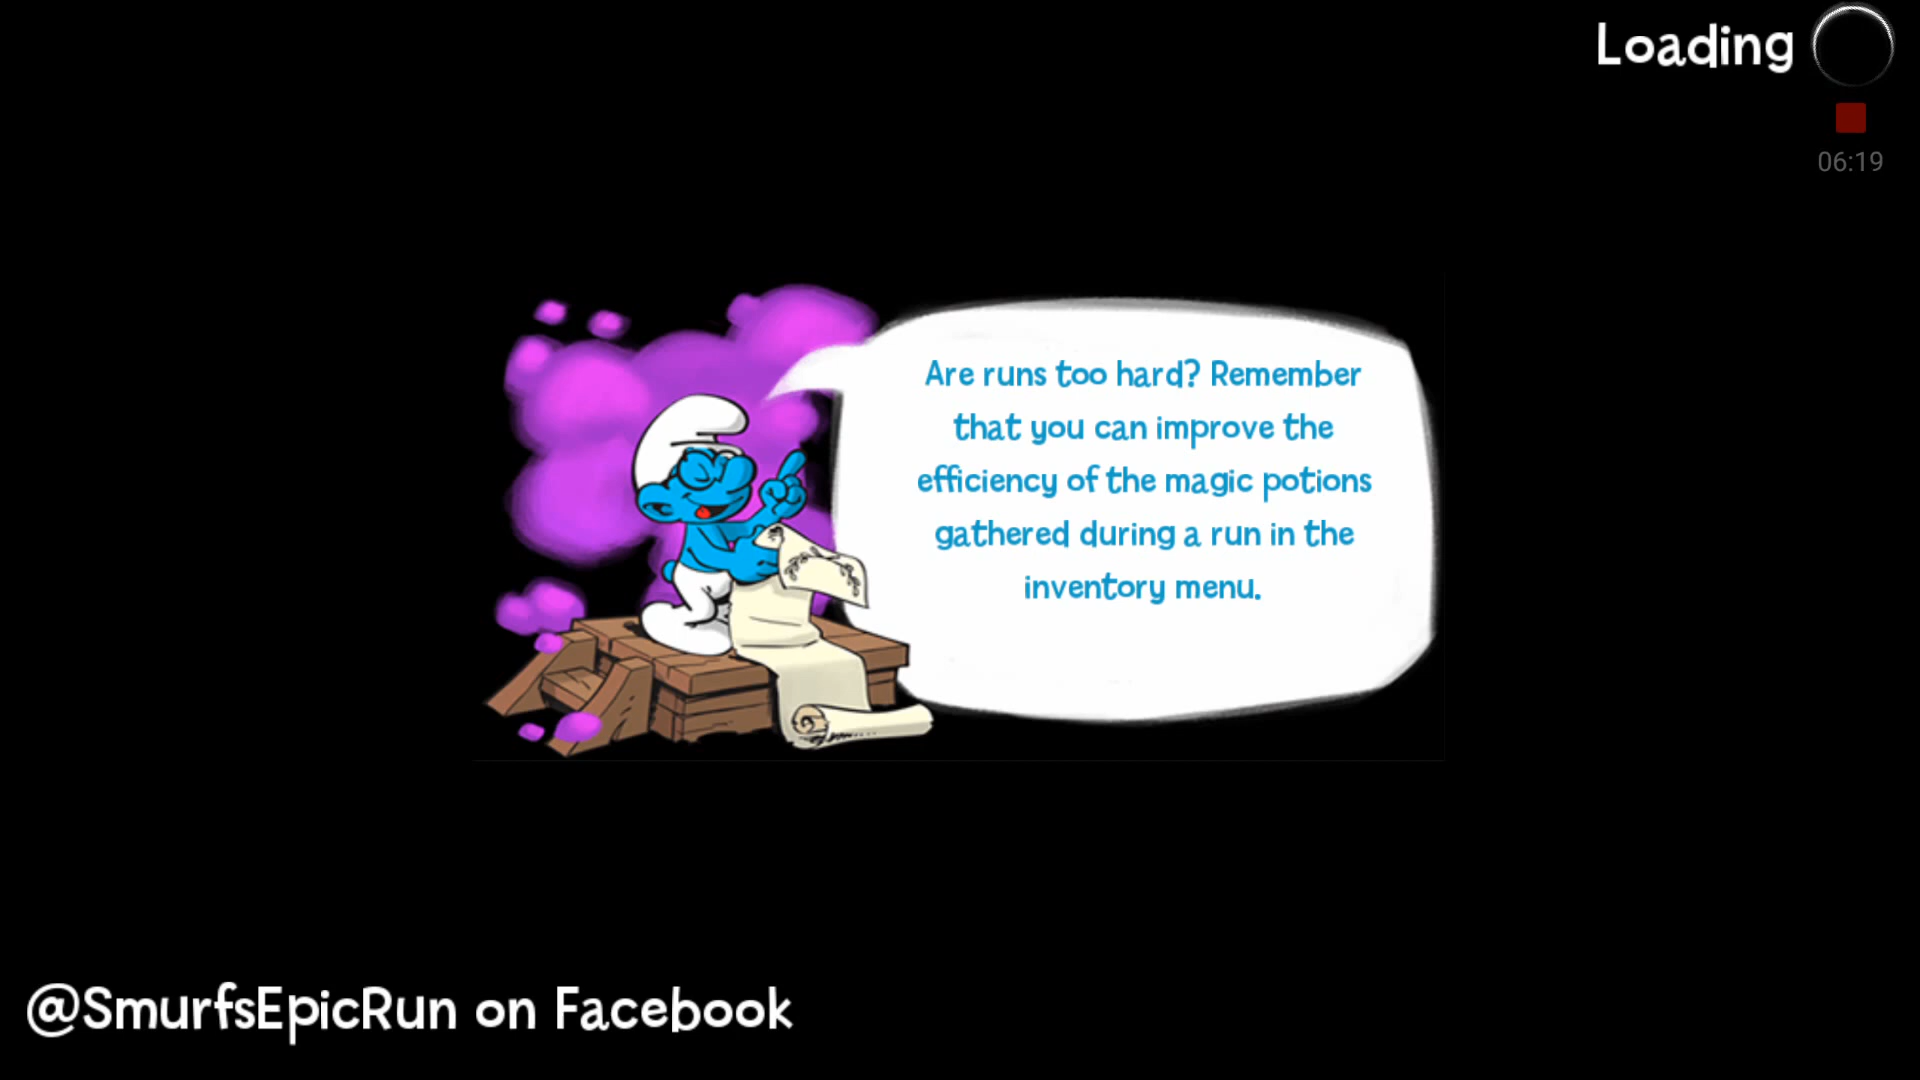 Loading
06:19
Are runs too hard? Remember
that you can improve the
efficiency of the magic potions
gathered during a run in the
inventory menu.
@SmurfsEpicRun on Facebook